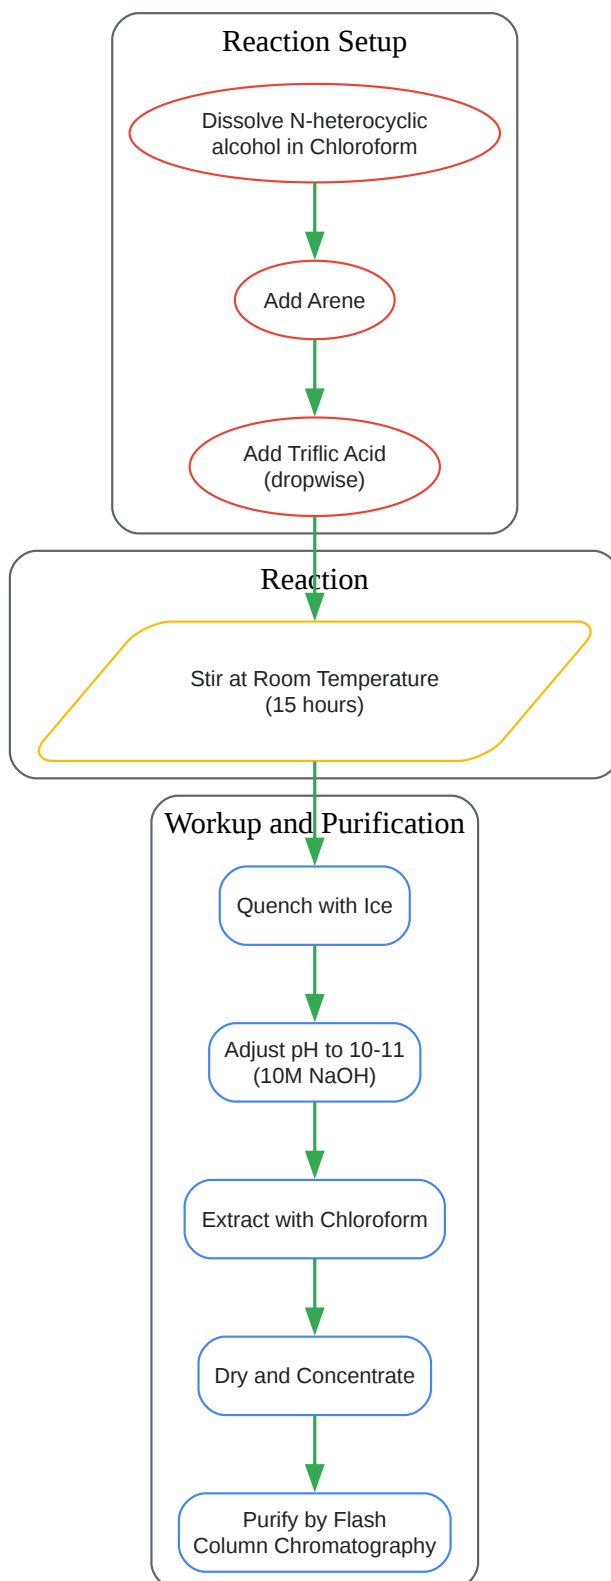 Reaction Setup
Dissolve N-heterocyclic
alcohol in Chloroform
Add Arene
Add Triflic Acid
(dropwise)
Reaction
Stir at Room Temperature
(15 hours)
Workup and Purification
Quench with Ice
Adjust pH to 10-11
(10M NaOH)
Extract with Chloroform
Dry and Concentrate
Purify by Flash
Column Chromatography